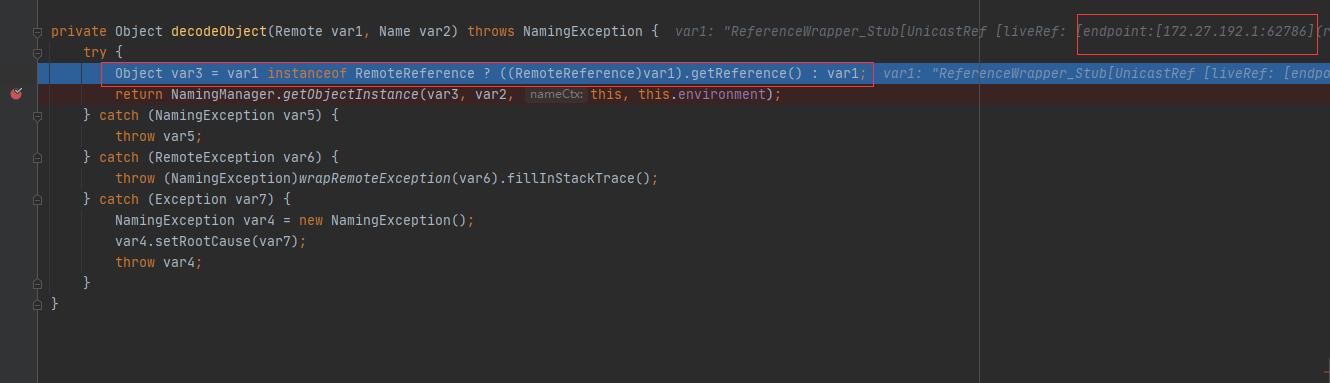 private Object decodeObject(Remote var1, Name var2) throws NamingException {  var1: "ReferenceWrapper_Stub[UnicastRef [liveRef: [endpoint:[172.27.192.1:62786](r
try {
Object var3 = var1 instanceof RemoteReference ? ((RemoteReference)var1).getReference() : var1;  var1: "ReferenceWrapper_Stub[UnicastRef [liveRef: [endpo
return NamingManager.getObjectInstance(var3, var2, nameCtx: this, this.environment);
} catch (NamingException var5) {
throw var5;
} catch (RemoteException var6) {
throw (NamingException)wrapRemoteException(var6).fillInStackTrace();
} catch (Exception var7) {
NamingException var4 = new NamingException();
var4.setRootCause(var7);
throw var4;
}
}